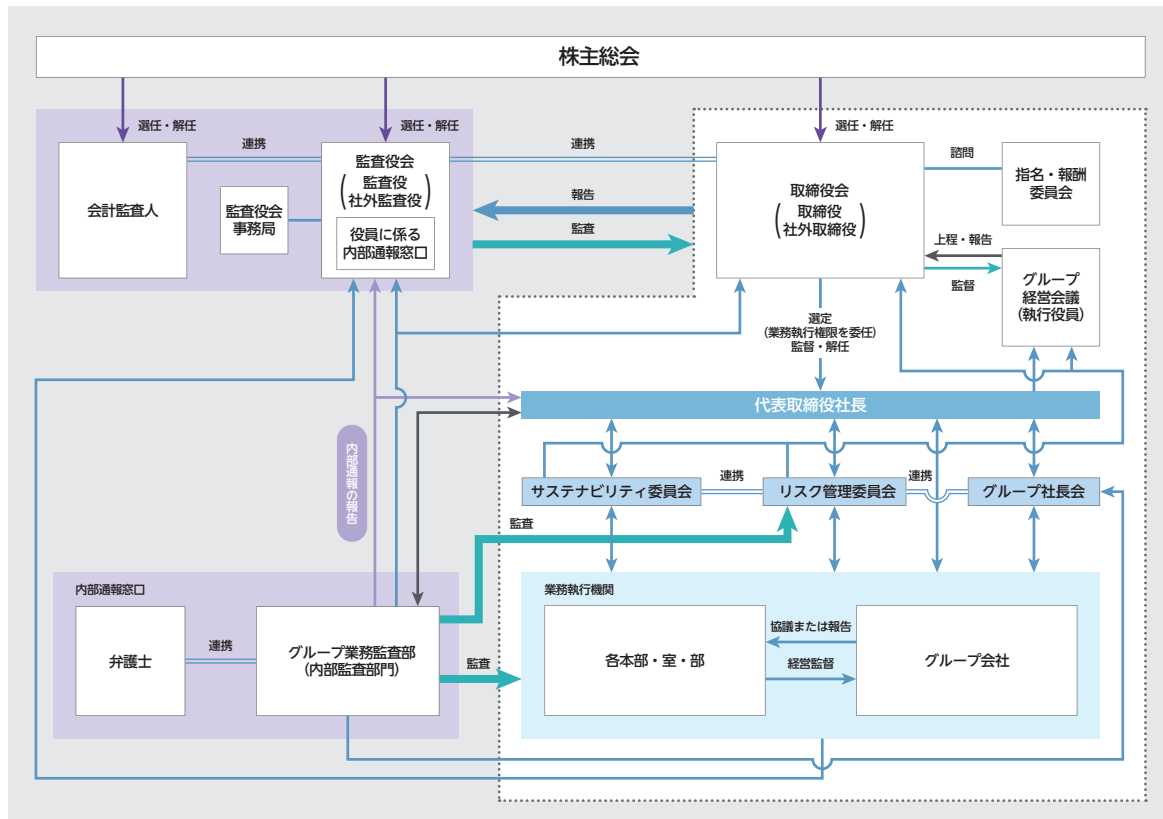 株主総会
選任・解任
選任・解任
選任・解任
連携
連携
諮問
会計監査人
監査役会
事務局
監査役会
(監査役
社外監査役)
役員に係る
内部通報窓口
報告
監査
取締役会
(取締役
社外取締役)
指名・報酬
委員会
上程・報告
監督
グループ
経営会議
(執行役員)
選定
(業務執行権限を委任)
監督・解任
代表取締役社長
内部通報の報告
サステナビリティ委員会
連携
リスク管理委員会
連携
グループ社長会
監査
内部通報窓口
弁護士
連携
グループ業務監査部
(内部監査部門)
監査
業務執行機関
各本部・室・部
協議または報告
経営監督
グループ会社